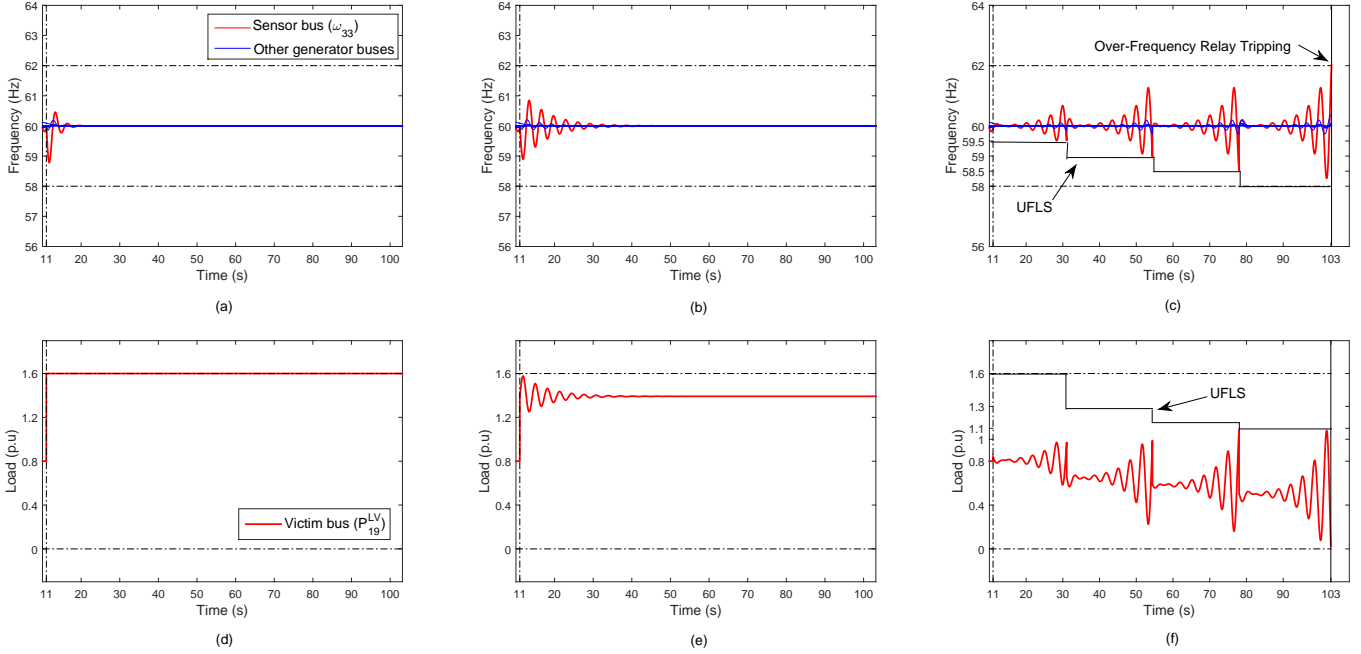 64
63
62
61
60
59
58
57
56
Frequency (Hz)
Sensor bus (ω33)
Other generator buses
11 20 30 40 50 60 70 80 90 100
Time (s)
(a)
64
63
62
61
60
59
58
57
56
Frequency (Hz)
11 20 30 40 50 60 70 80 90 100
Time (s)
(b)
64
62
60
59.5
59
58.5
58
56
Frequency (Hz)
Over-Frequency Relay Tripping
UFLS
11 20 30 40 50 60 70 80 90 103
Time (s)
(c)
1.6
1.2
0.8
0.4
0
Load (p.u)
Victim bus (P19LV)
11 20 30 40 50 60 70 80 90 100
Time (s)
(d)
1.6
1.2
0.8
0.4
0
Load (p.u)
11 20 30 40 50 60 70 80 90 100
Time (s)
(e)
1.6
1.3
1.1
1
0.8
0.4
0
Load (p.u)
UFLS
11 20 30 40 50 60 70 80 90 103
Time (s)
(f)